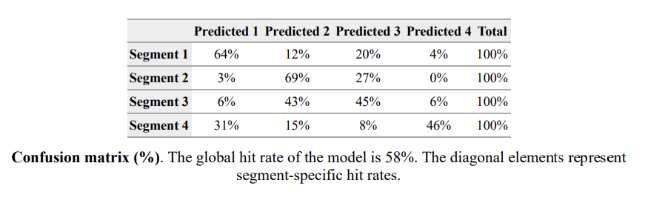 Predicted 1 Predicted 2 Predicted 3 Predicted 4 Total
Segment 1 64% 12% 20% 4% 100%
Segment 2 3% 69% 27% 0% 100%
Segment 3 6% 43% 45% 6% 100%
Segment 4 31% 15% 8% 46% 100%
Confusion matrix (%). The global hit rate of the model is 58%. The diagonal elements represent
segment-specific hit rates.